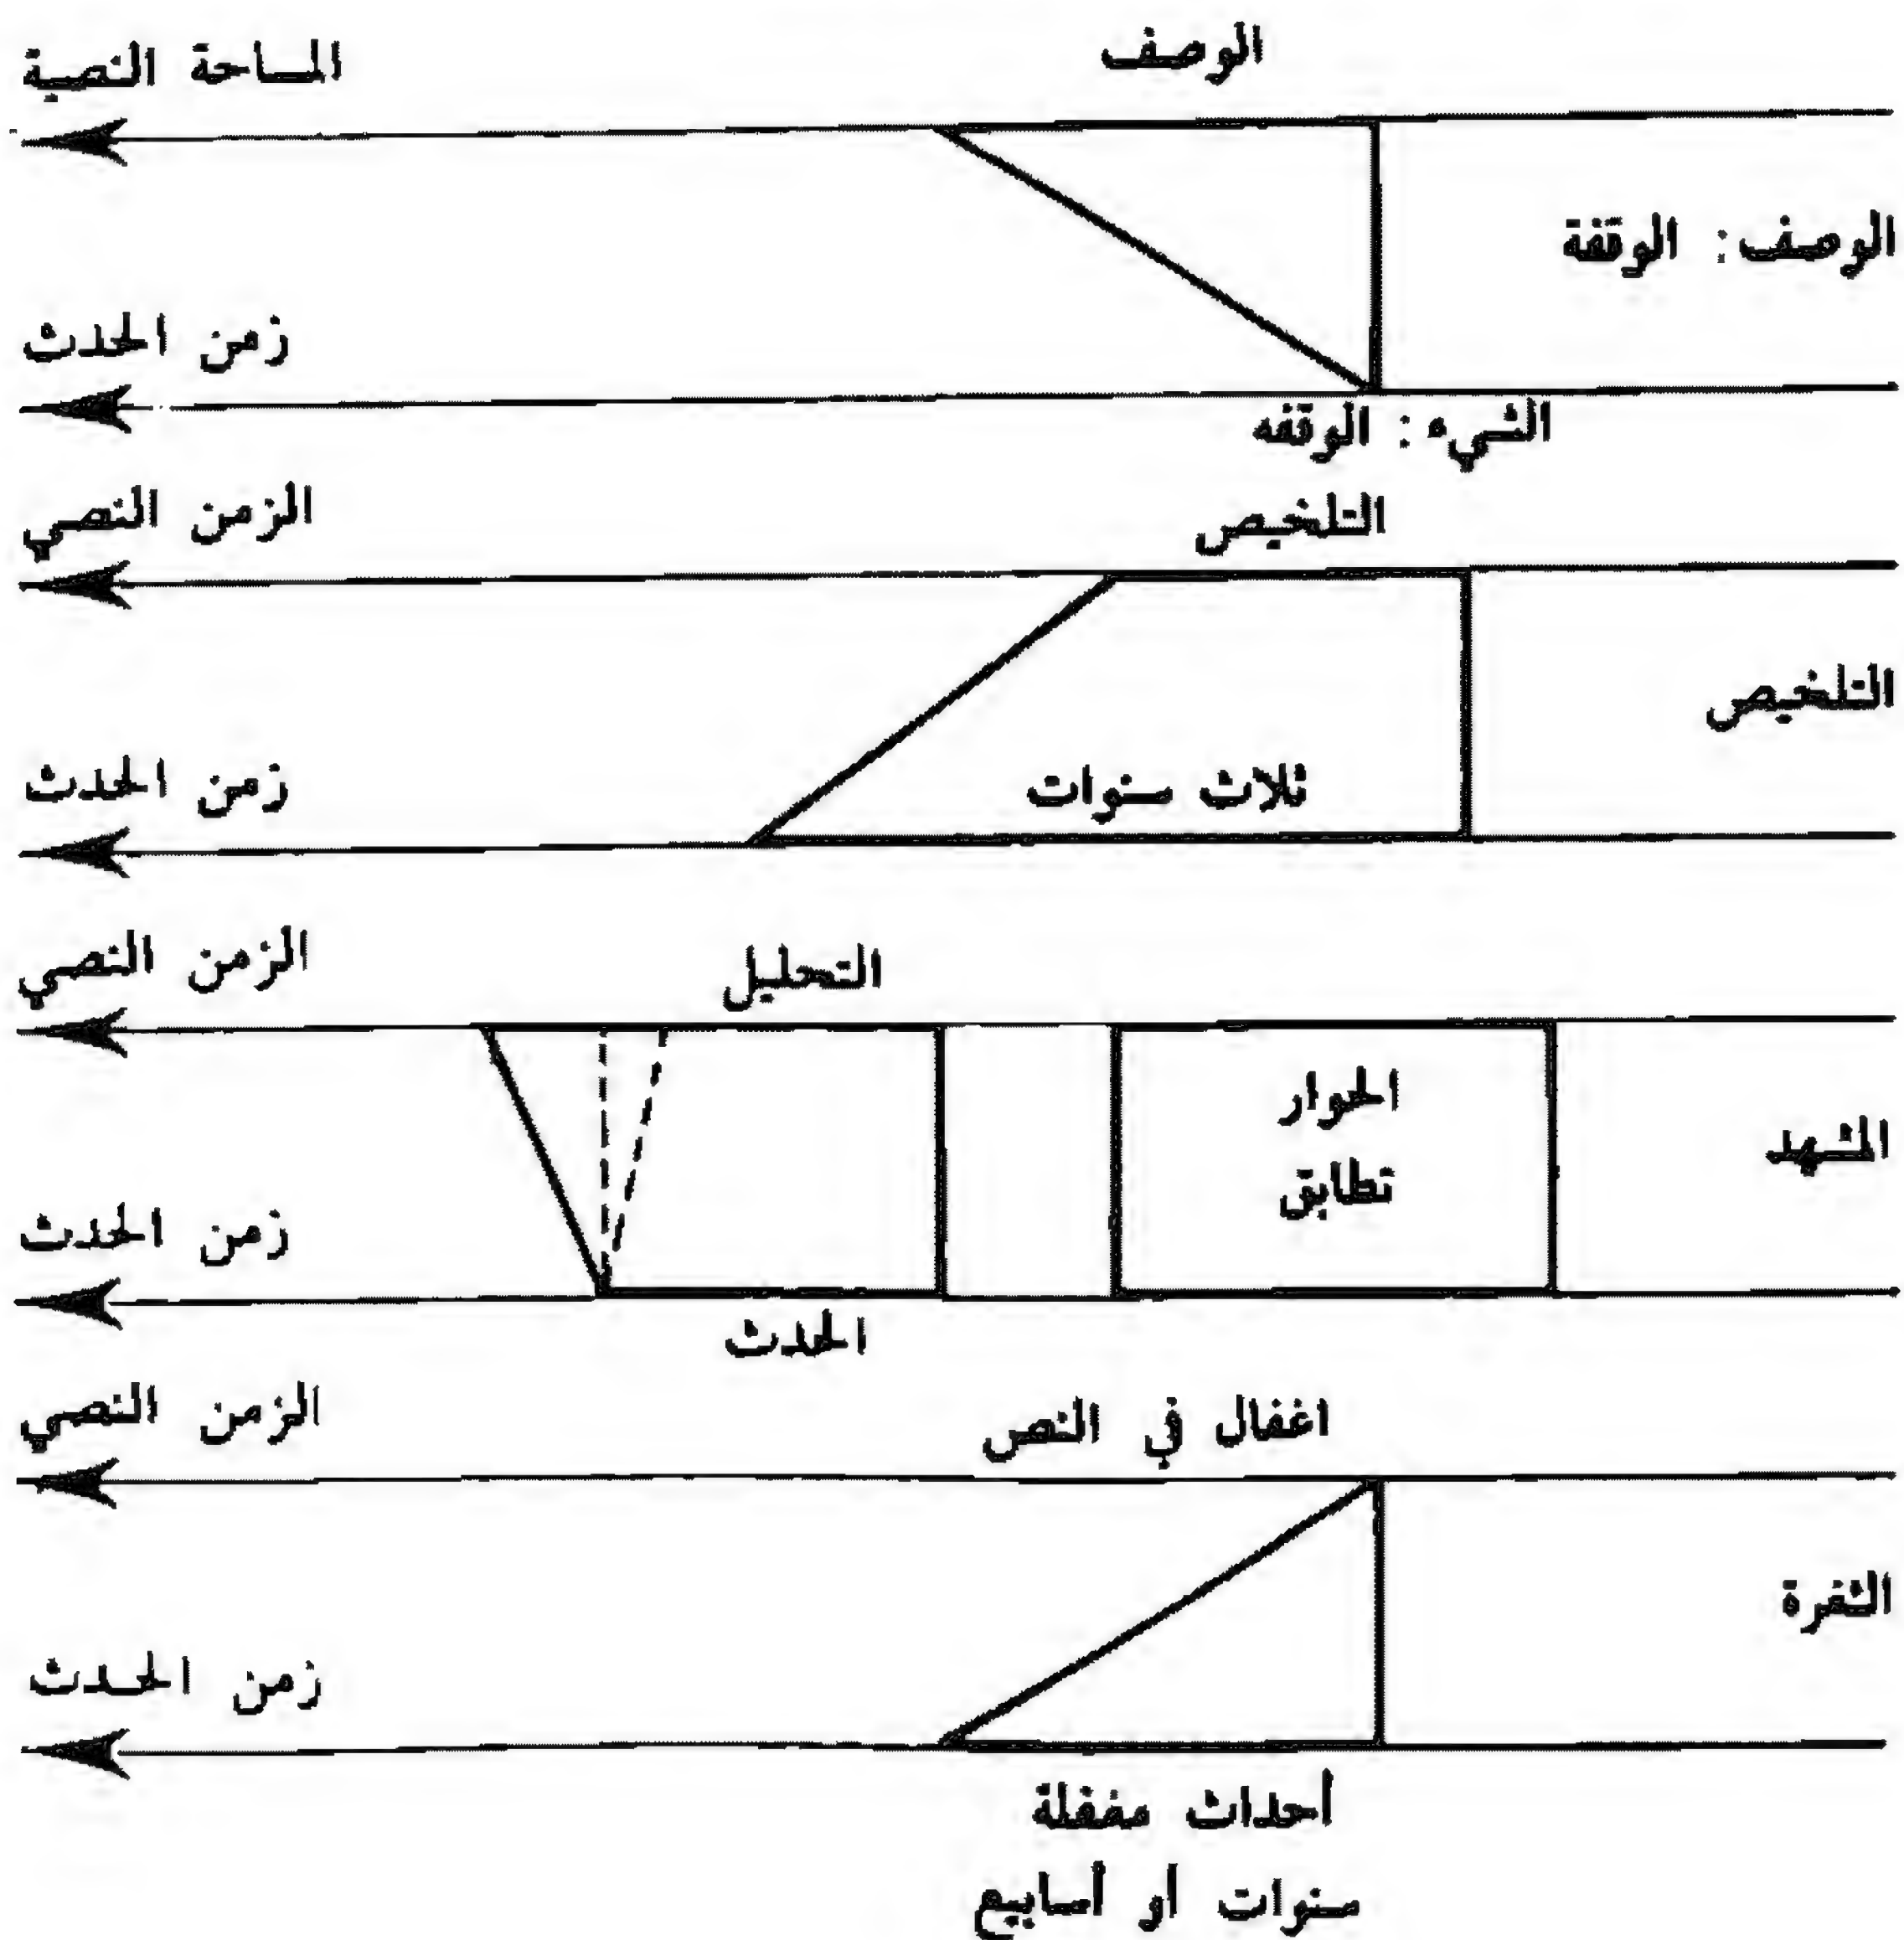 الوصف
المساحة النصية
الوصف: الوقفة
زمن الحدث
الشيء: الوقفه
التلخيص
الزمن النصي
التلخيص
ثلاث سنوات
زمن الحدث
التحليل
الزمن النصي
المشهد
الحوار
تطابق
زمن الحدث
الحدث
اغفال في النص
الزمن النصي
الثغرة
زمن الحدث
أحداث مغفلة
سنوات أو أسابيع